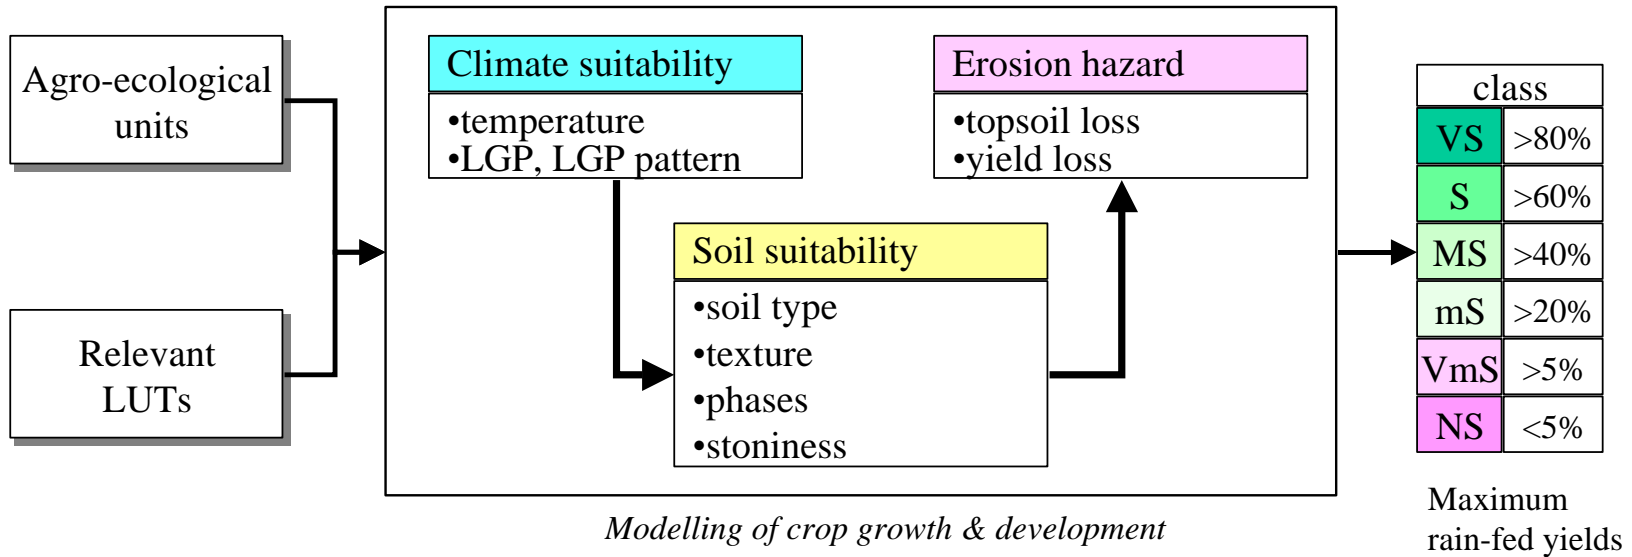 Agro-ecological
units
Relevant
LUTs
Climate suitability
•temperature
•LGP, LGP pattern
Soil suitability
•soil type
•texture
•phases
•stoniness
Erosion hazard
•topsoil loss
•yield loss
Modelling of crop growth & development
class
VS >80%
S >60%
MS >40%
mS >20%
VmS >5%
NS <5%
Maximum
rain-fed yields